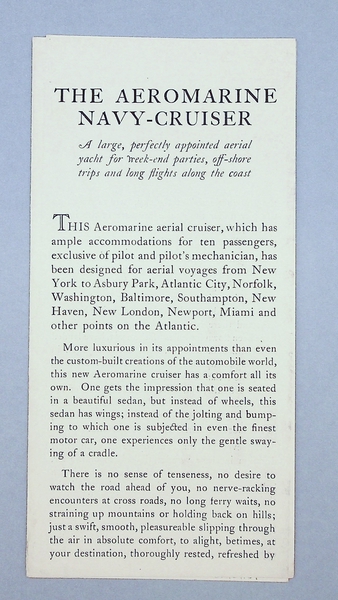 THE AEROMARINE
NAVY-CRUISER
A large, perfectly appointed aerial
yacht for week-end parties, off-shore
trips and long flights along the coast
THIS Aeromarine aerial cruiser, which has
ample accommodations for ten passengers,
exclusive of pilot and pilot's mechanician, has
been designed for aerial voyages from New
York to Asbury Park, Atlantic City, Norfolk,
Washington, Baltimore, Southampton, New
Haven, New London, Newport, Miami and
other points on the Atlantic.
More luxurious in its appointments than even
the custom-built creations of the automobile world,
this new Aeromarine cruiser has a comfort all its
own. One gets the impression that one is seated
in a beautiful sedan, but instead of wheels, this
sedan has wings; instead of the jolting and bump-
ing to which one is subjected in even the finest
motor car, one experiences only the gentle sway-
ing of a cradle.
There is no sense of tenseness, no desire to
watch the road ahead of you, no nerve-racking
encounters at cross roads, no long ferry waits, no
straining up mountains or holding back on hills;
just a swift, smooth, pleasureable slipping through
the air in absolute comfort, to alight, betimes, at
your destination, thoroughly rested, refreshed by